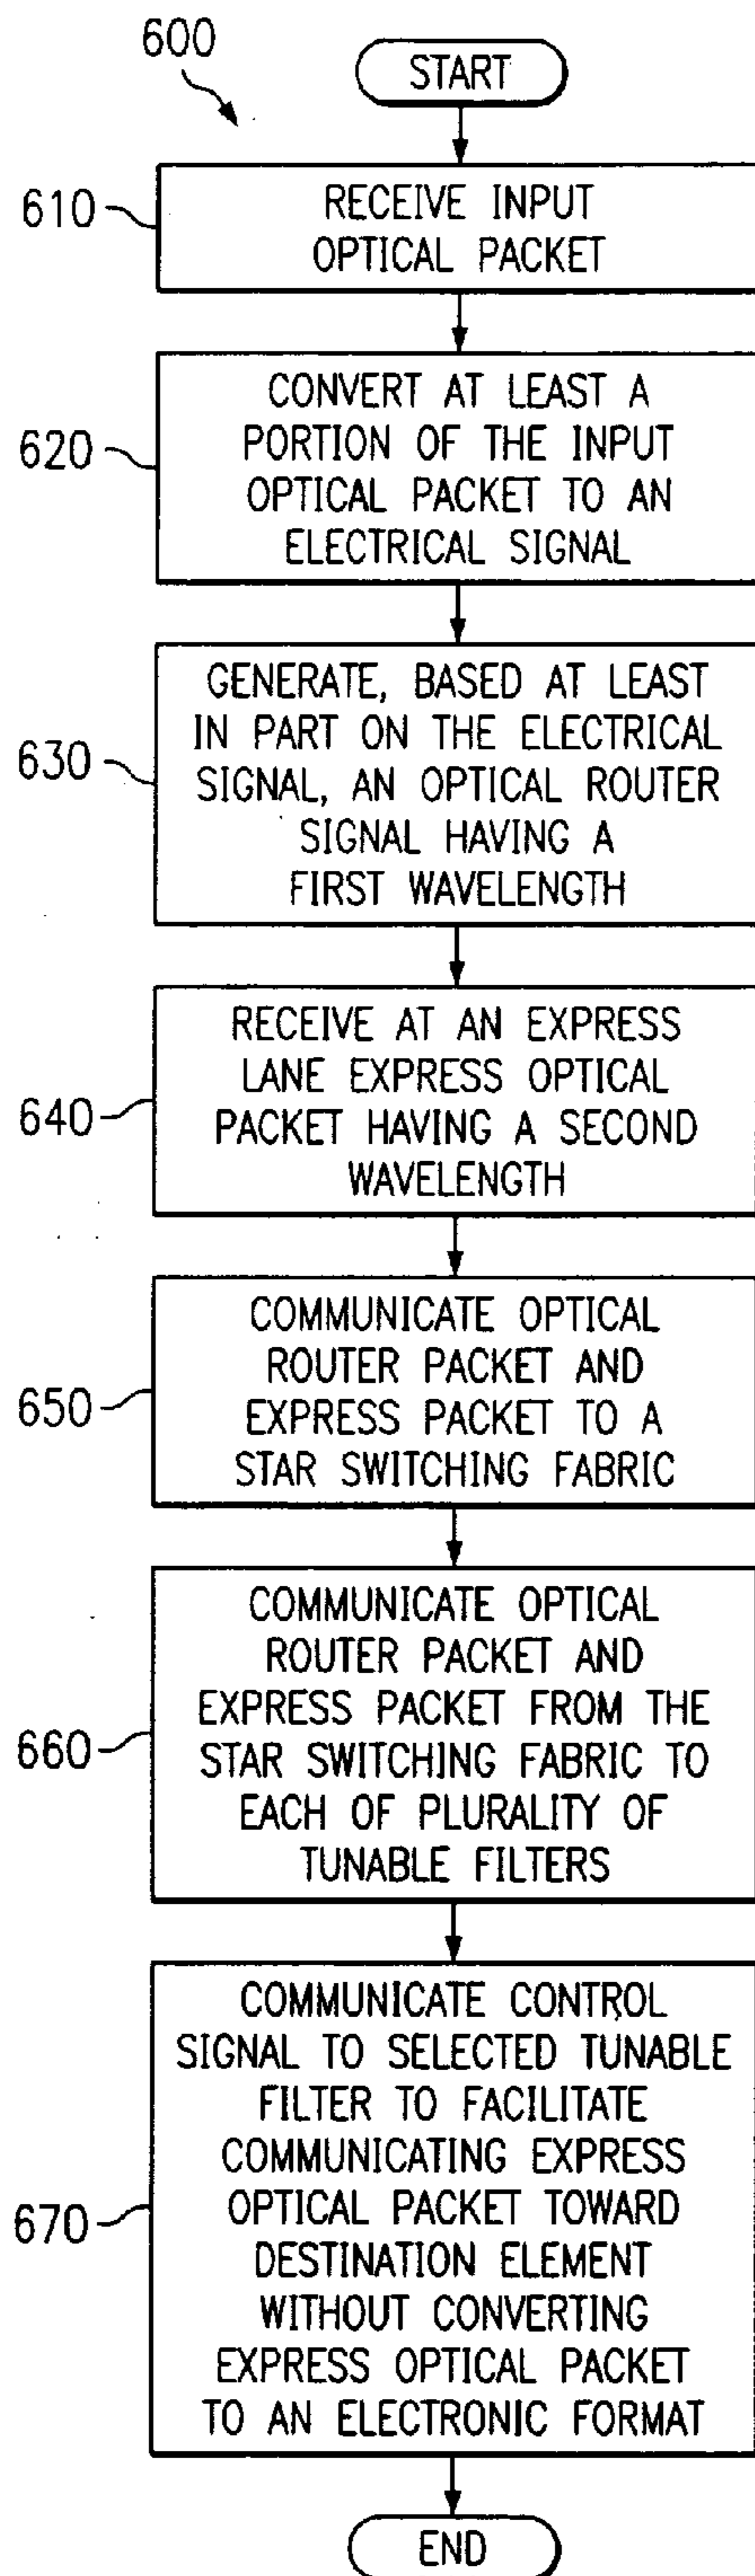 600
START
610
RECEIVE INPUT
OPTICAL PACKET
620
CONVERT AT LEAST A
PORTION OF THE INPUT
OPTICAL PACKET TO AN
ELECTRICAL SIGNAL
630
GENERATE, BASED AT LEAST
IN PART ON THE ELECTRICAL
SIGNAL, AN OPTICAL ROUTER
SIGNAL HAVING A
FIRST WAVELENGTH
640
RECEIVE AT AN EXPRESS
LANE EXPRESS OPTICAL
PACKET HAVING A SECOND
WAVELENGTH
650
COMMUNICATE OPTICAL
ROUTER PACKET AND
EXPRESS PACKET TO A
STAR SWITCHING FABRIC
660
COMMUNICATE OPTICAL
ROUTER PACKET AND
EXPRESS PACKET FROM THE
STAR SWITCHING FABRIC TO
EACH OF PLURALITY OF
TUNABLE FILTERS
670
COMMUNICATE CONTROL
SIGNAL TO SELECTED TUNABLE
FILTER TO FACILITATE
COMMUNICATING EXPRESS
OPTICAL PACKET TOWARD
DESTINATION ELEMENT
WITHOUT CONVERTING
EXPRESS OPTICAL PACKET
TO AN ELECTRONIC FORMAT
END